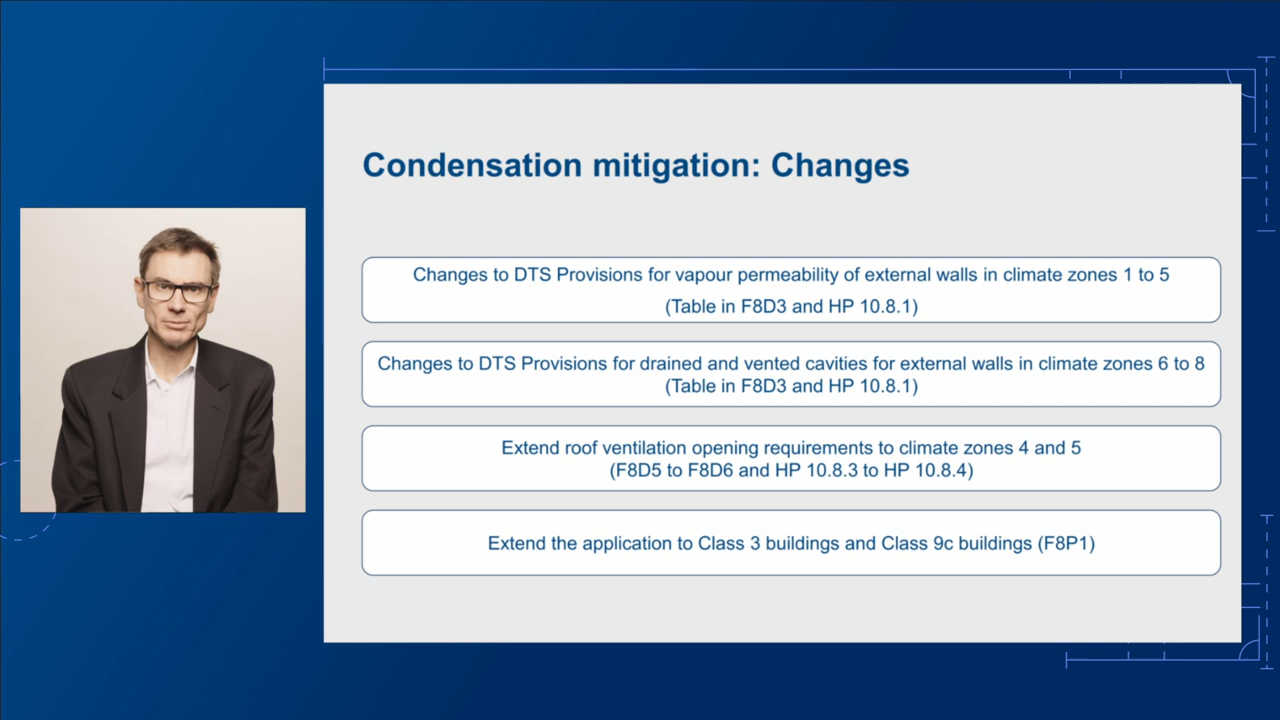 Condensation mitigation: Changes
Changes to DTS Provisions for vapour permeability of external walls in climate zones 1 to 5
(Table in F8D3 and HP 10.8.1)
Changes to DTS Provisions for drained and vented cavities for external walls in climate zones 6 to 8
(Table in F8D3 and HP 10.8.1)
Extend roof ventilation opening requirements to climate zones 4 and 5
(F8D5 to F8D6 and HP 10.8.3 to HP 10.8.4)
Extend the application to Class 3 buildings and Class 9c buildings (F8P1)